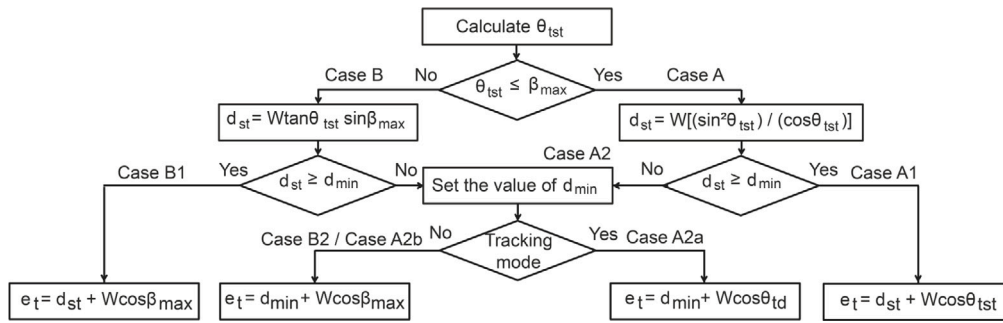 Calculate θtst
Case B No Yes Case A
θtst ≤ βmax
dst = Wtanθtst sinβmax
dst = W[(sin²θtst) / (cosθtst)]
Case A2
Case B1 Yes No No Yes Case A1
dst ≥ dmin
Set the value of dmin
dst ≥ dmin
Case B2 / Case A2b No Yes Case A2a
Tracking
mode
et = dst + Wcosβmax
et = dmin + Wcosβmax
et = dmin + Wcosθtd
et = dst + Wcosθtst